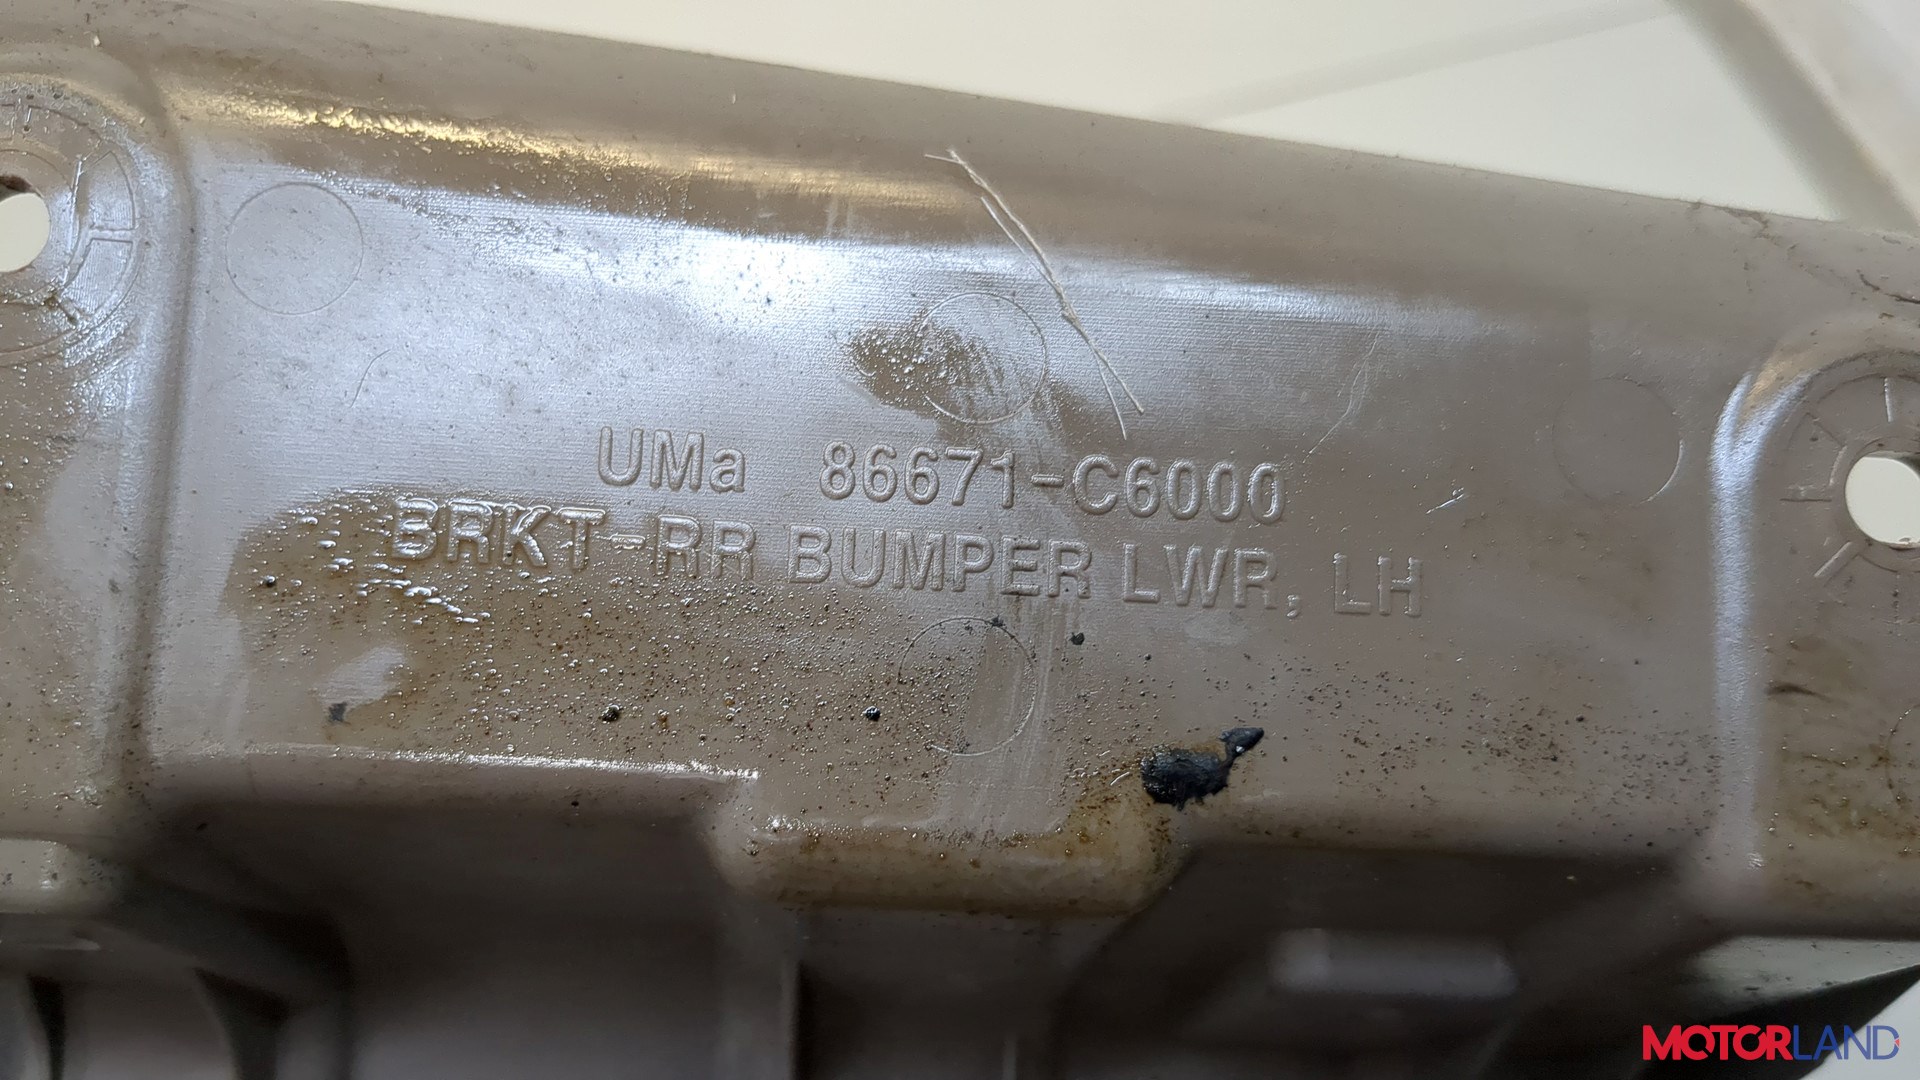 UMa 86671-C6000
BRKT-RR BUMPER LWR, LH
MOTORLAND